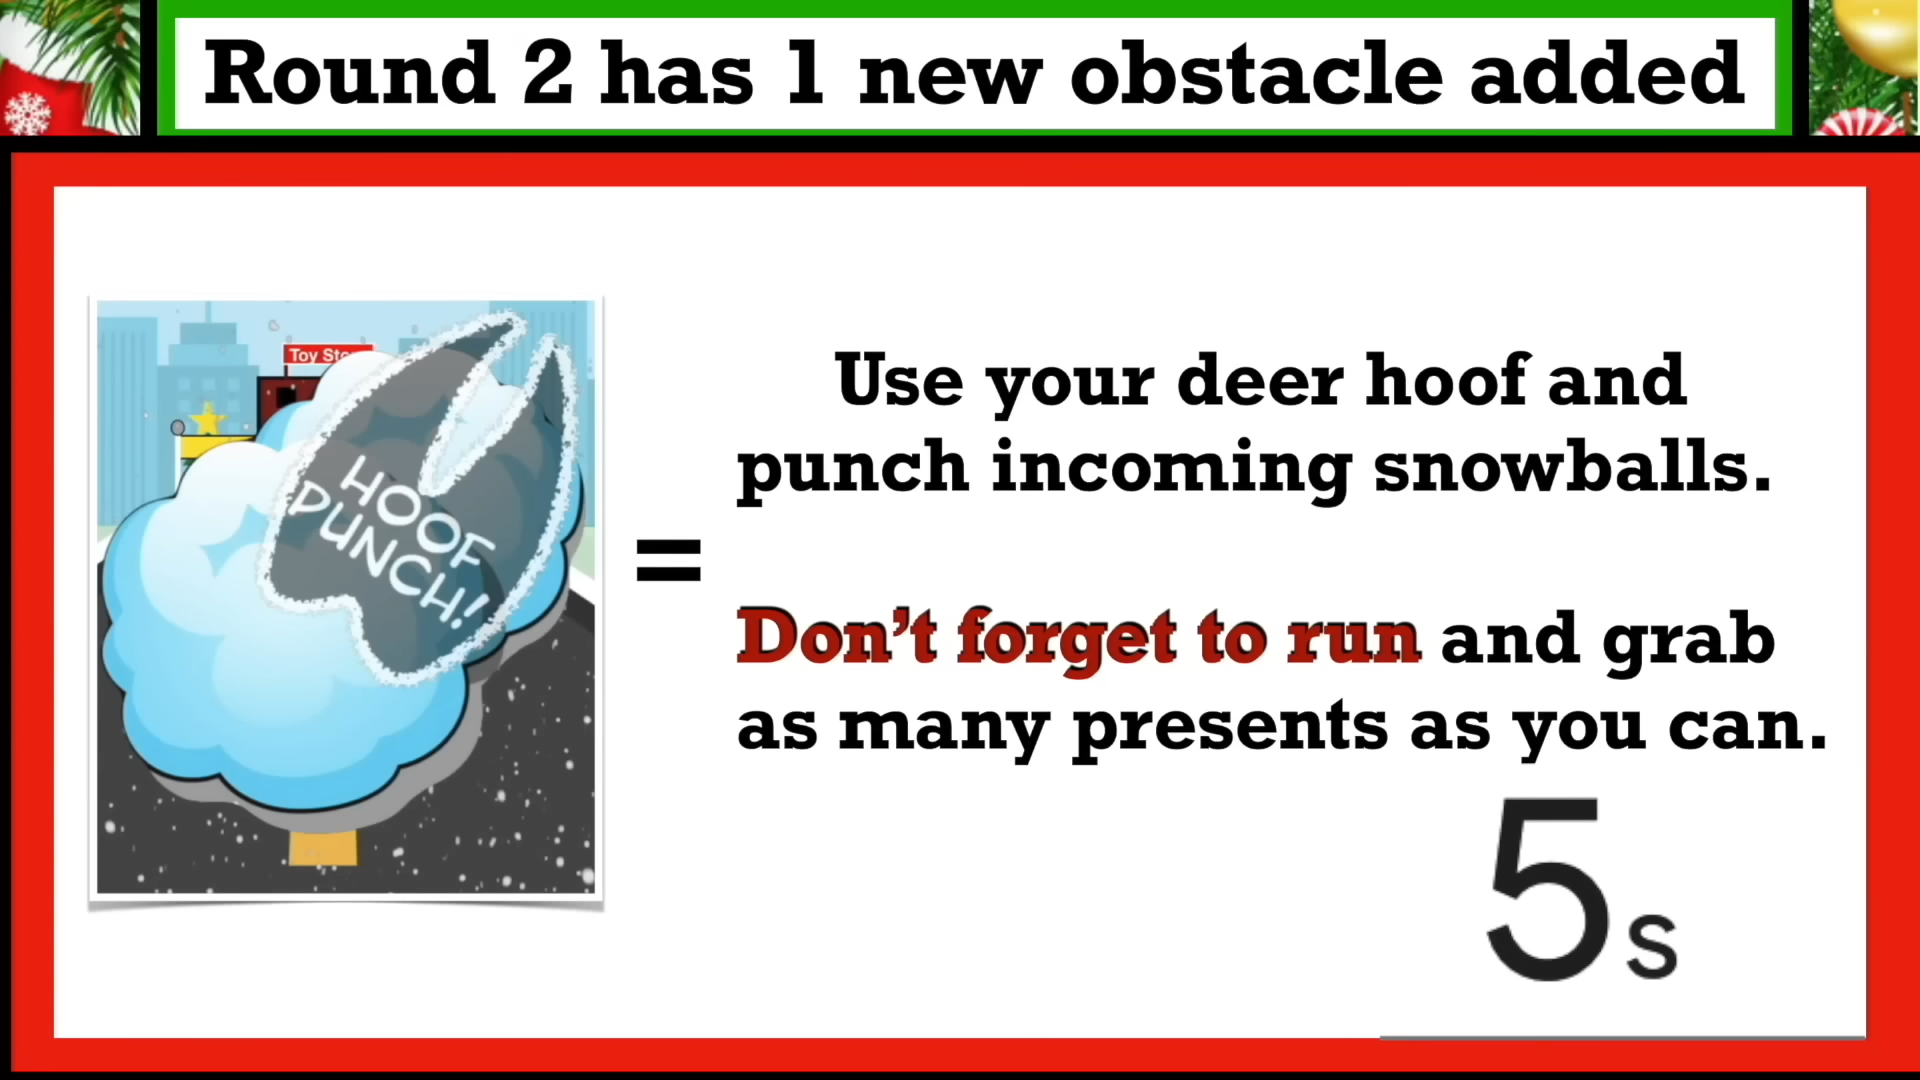 Round 2 has 1 new obstacle added
Toy Sto
HOOF
PUNCH!
=
Use your deer hoof and
punch incoming snowballs.
Don't forget to run and grab
as many presents as you can.
5s